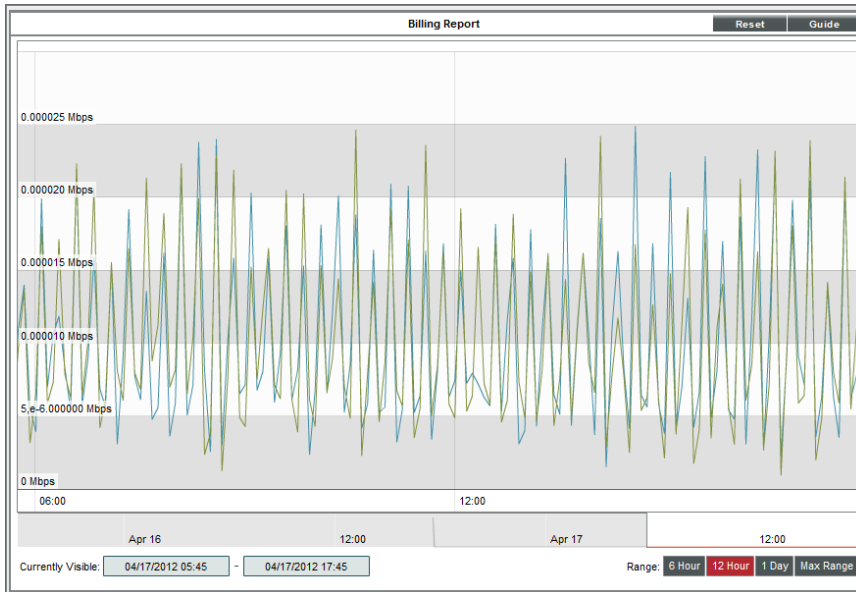 Billing Report
Reset
Guide
0.000025 Mbps
0.000020 Mbps
0.000015 Mbps
0.000010 Mbps
5,e-6.000000 Mbps
0 Mbps
06:00
12:00
Apr 16
12:00
Apr 17
12:00
Currently Visible: 04/17/2012 05:45 - 04/17/2012 17:45
Range: 6 Hour 12 Hour 1 Day Max Range